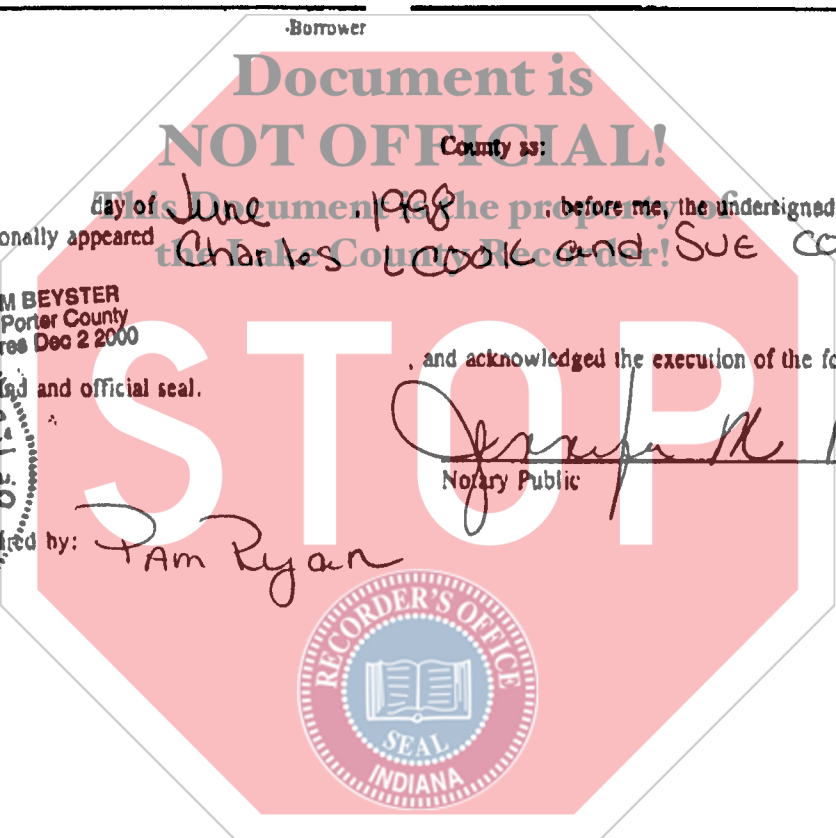 -Borrower
Document is
NOT OFFICIAL!
County ss:
day of June , 1998 , before me, the undersigned
This Document is the property of
onally appeared Charles L COOK and SUE CO
the Lake County Recorder!
M BEYSTER
Porter County
res Dec 2 2000
, and acknowledged the execution of the fo
and official seal.
STOP
Jennifer M
Notary Public
OF
red by: PAm Ryan
RECORDER'S OFFICE
SEAL
INDIANA